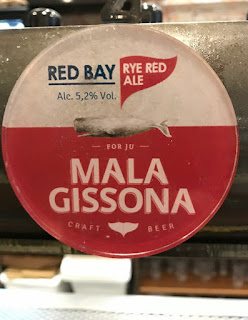 RED BAY
RYE RED
ALE
Alc. 5,2% Vol.
FOR JU
MALA
GISSONA
CRAFT BEER